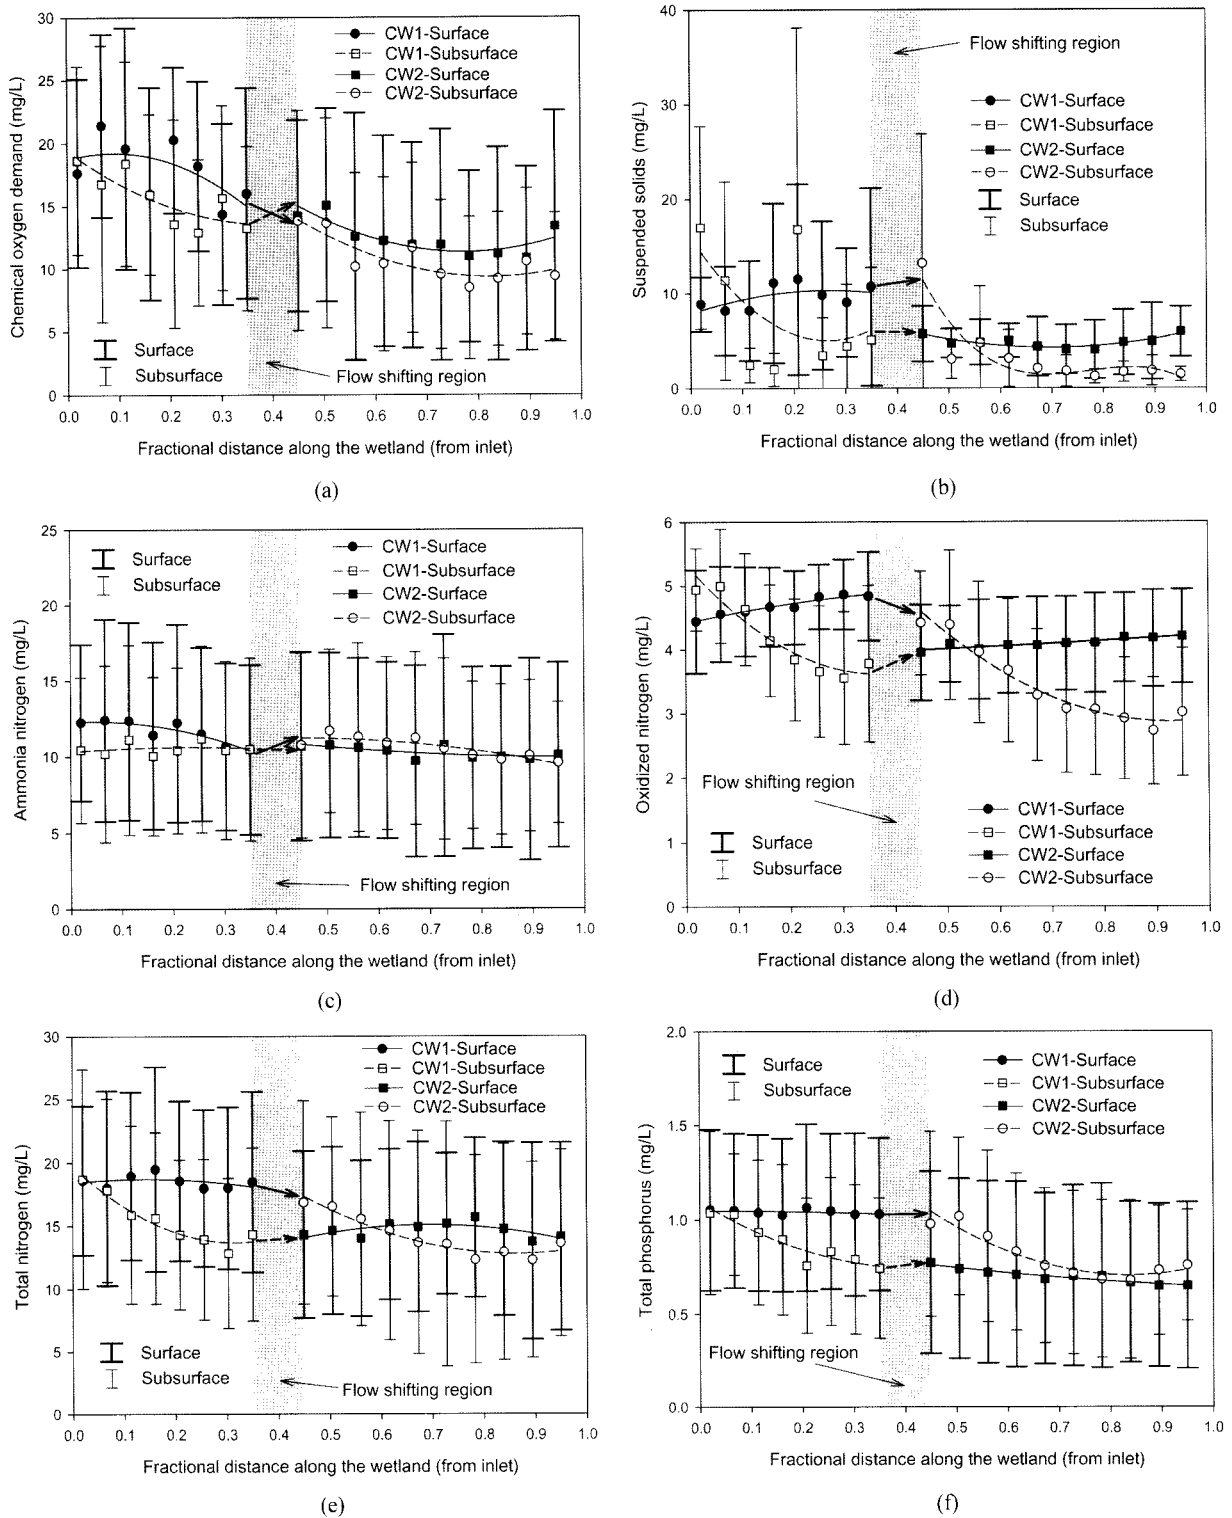 30
25
20
15
10
5
0
Chemical oxygen demand (mg/L)
CW1-Surface
CW1-Subsurface
CW2-Surface
CW2-Subsurface
Surface
Subsurface
Flow shifting region
0.0 0.1 0.2 0.3 0.4 0.5 0.6 0.7 0.8 0.9 1.0
Fractional distance along the wetland (from inlet)
(a)
40
30
20
10
0
Suspended solids (mg/L)
Flow shifting region
CW1-Surface
CW1-Subsurface
CW2-Surface
CW2-Subsurface
Surface
Subsurface
0.0 0.1 0.2 0.3 0.4 0.5 0.6 0.7 0.8 0.9 1.0
Fractional distance along the wetland (from inlet)
(b)
25
20
15
10
5
0
Ammonia nitrogen (mg/L)
Surface
Subsurface
CW1-Surface
CW1-Subsurface
CW2-Surface
CW2-Subsurface
Flow shifting region
0.0 0.1 0.2 0.3 0.4 0.5 0.6 0.7 0.8 0.9 1.0
Fractional distance along the wetland (from inlet)
(c)
6
5
4
3
2
1
0
Oxidized nitrogen (mg/L)
Flow shifting region
Surface
Subsurface
CW1-Surface
CW1-Subsurface
CW2-Surface
CW2-Subsurface
0.0 0.1 0.2 0.3 0.4 0.5 0.6 0.7 0.8 0.9 1.0
Fractional distance along the wetland (from inlet)
(d)
30
25
20
15
10
5
0
Total nitrogen (mg/L)
CW1-Surface
CW1-Subsurface
CW2-Surface
CW2-Subsurface
Surface
Subsurface
Flow shifting region
0.0 0.1 0.2 0.3 0.4 0.5 0.6 0.7 0.8 0.9 1.0
Fractional distance along the wetland (from inlet)
(e)
2.0
1.5
1.0
0.5
0.0
Total phosphorus (mg/L)
Surface
Subsurface
CW1-Surface
CW1-Subsurface
CW2-Surface
CW2-Subsurface
Flow shifting region
0.0 0.1 0.2 0.3 0.4 0.5 0.6 0.7 0.8 0.9 1.0
Fractional distance along the wetland (from inlet)
(f)